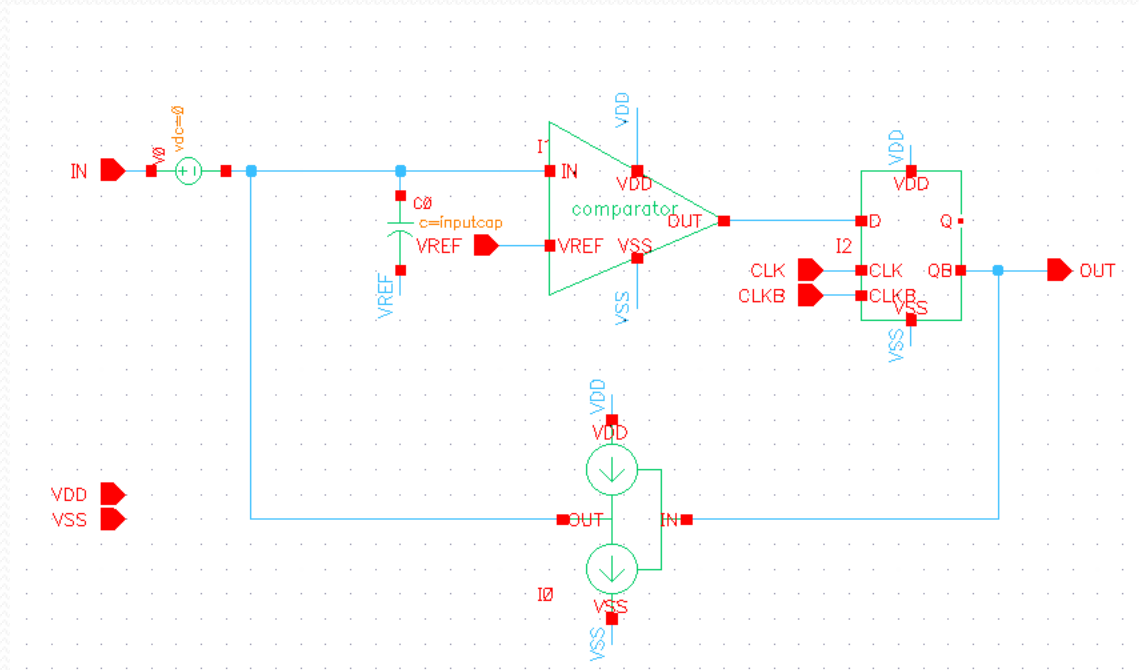 VDD
vdc=0
V0
VDD
I1
IN
IN
VDD
VDD
C0
comparator
c=inputcap
OUT
D
Q
VREF
VREF
VSS
I2
CLK
CLK
QB
OUT
CLKB
CLKB
VSS
VREF
VSS
VSS
VDD
VDD
VDD
VSS
OUT
IN
I0
VSS
VSS